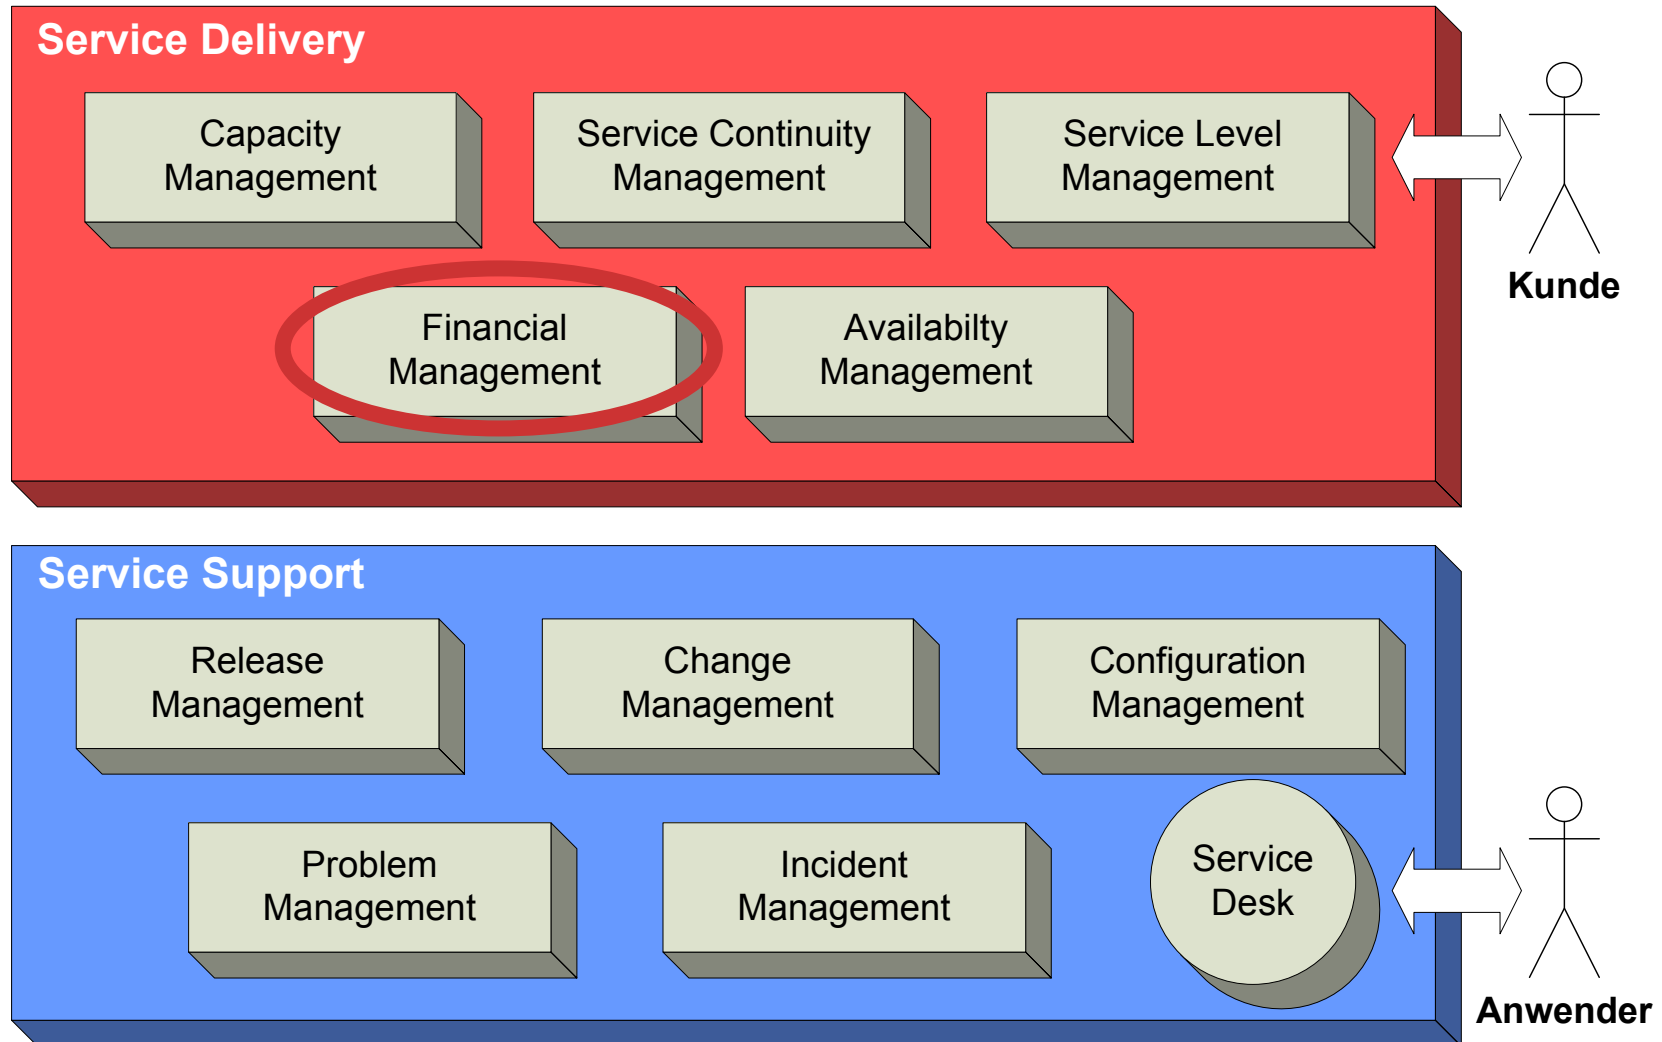 Service Delivery
Capacity
Management
Service Continuity
Management
Service Level
Management
Kunde
Financial
Management
Availabilty
Management
Service Support
Release
Management
Change
Management
Configuration
Management
Problem
Management
Incident
Management
Service
Desk
Anwender